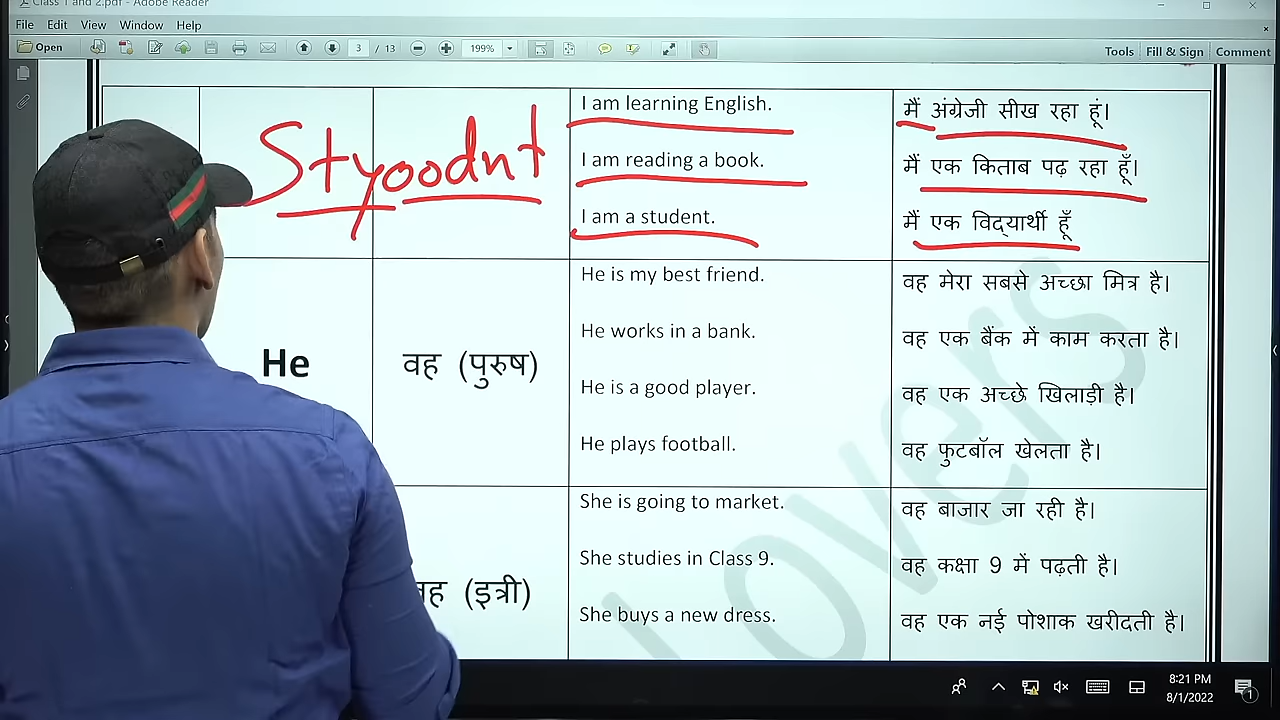 Class 1 and 2.pdf - Adobe Reader
File Edit View Window Help
Open 3 / 13 199% Tools Fill & Sign Comment
Styoodnt
I am learning English.
मैं अंग्रेजी सीख रहा हूं।
I am reading a book.
मैं एक किताब पढ़ रहा हूँ।
I am a student.
मैं एक विद्यार्थी हूँ
He
वह (पुरुष)
He is my best friend.
वह मेरा सबसे अच्छा मित्र है।
He works in a bank.
वह एक बैंक में काम करता है।
He is a good player.
वह एक अच्छे खिलाड़ी है।
He plays football.
वह फुटबॉल खेलता है।
वह (इत्री)
She is going to market.
वह बाजार जा रही है।
She studies in Class 9.
वह कक्षा 9 में पढ़ती है।
She buys a new dress.
वह एक नई पोशाक खरीदती है।
Lovers
8:21 PM
8/1/2022
1